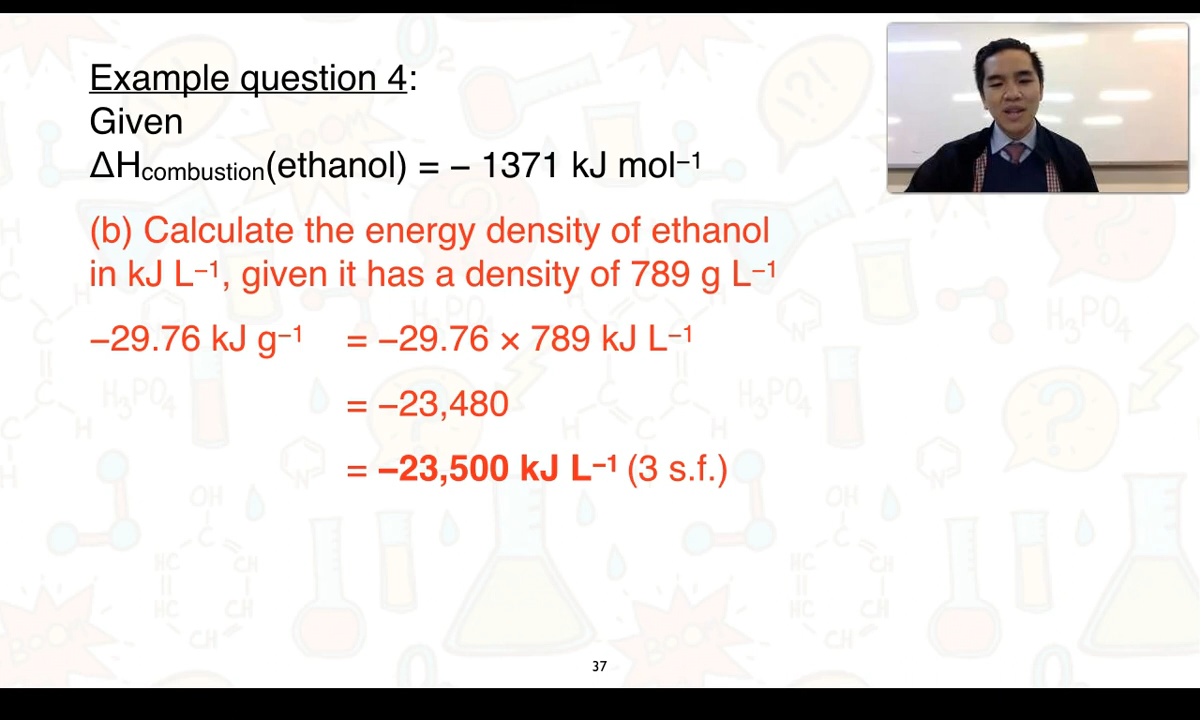 Example question 4:
Given
ΔHcombustion(ethanol) = – 1371 kJ mol⁻¹
(b) Calculate the energy density of ethanol
in kJ L⁻¹, given it has a density of 789 g L⁻¹
–29.76 kJ g⁻¹ = –29.76 × 789 kJ L⁻¹
= –23,480
= –23,500 kJ L⁻¹ (3 s.f.)
37